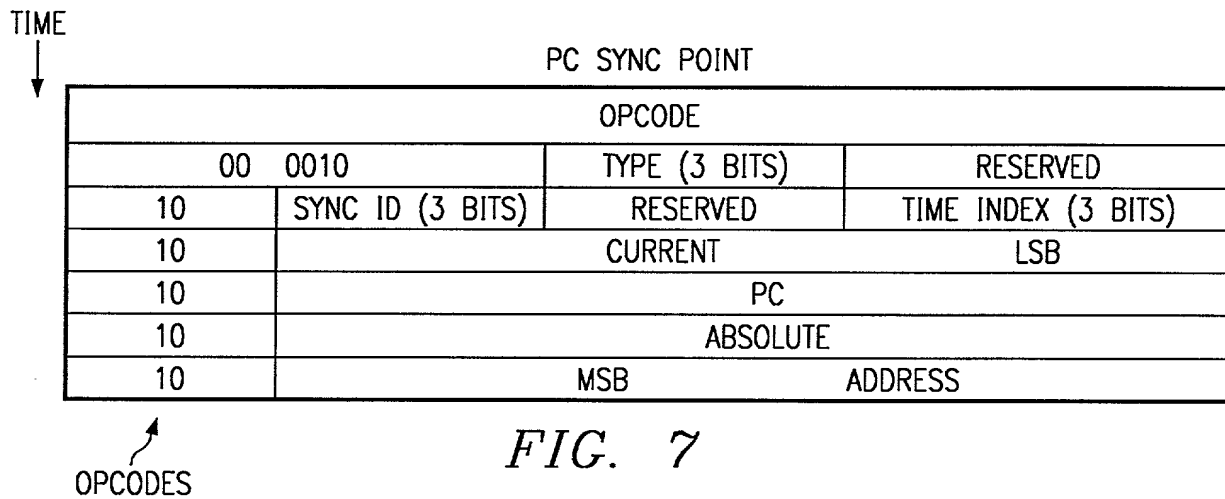 TIME
PC SYNC POINT
OPCODE
00 0010 TYPE (3 BITS) RESERVED
10 SYNC ID (3 BITS) RESERVED TIME INDEX (3 BITS)
10 CURRENT LSB
10 PC
10 ABSOLUTE
10 MSB ADDRESS
OPCODES
FIG. 7